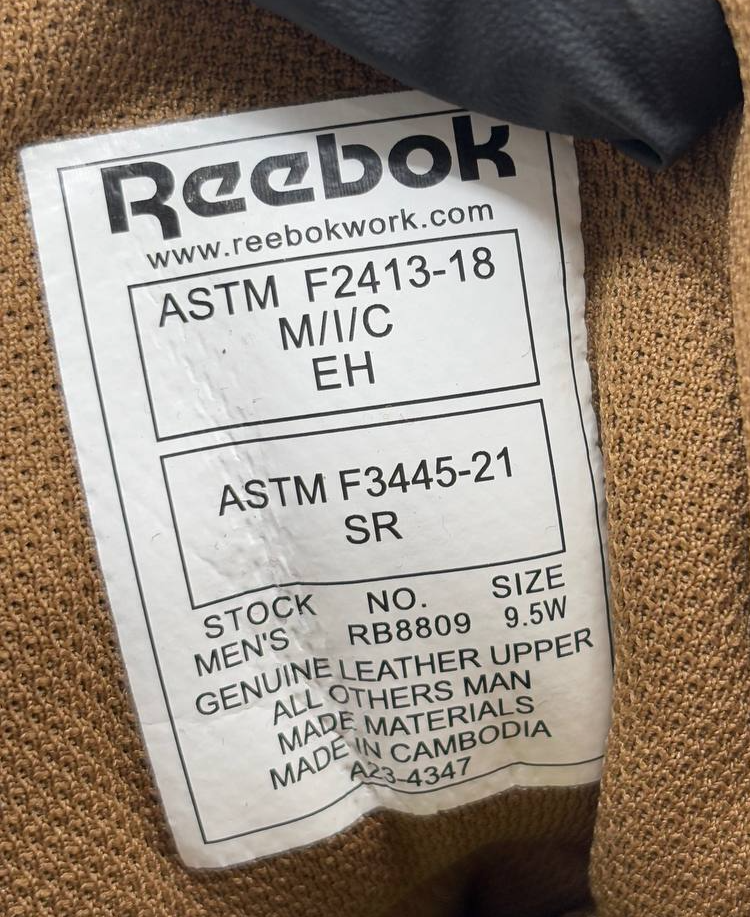 Reebok
www.reebokwork.com
ASTM F2413-18
M/I/C
EH
ASTM F3445-21
SR
STOCK NO. SIZE
MEN'S RB8809 9.5W
GENUINE LEATHER UPPER
ALL OTHERS MAN
MADE MATERIALS
MADE IN CAMBODIA
A23-4347